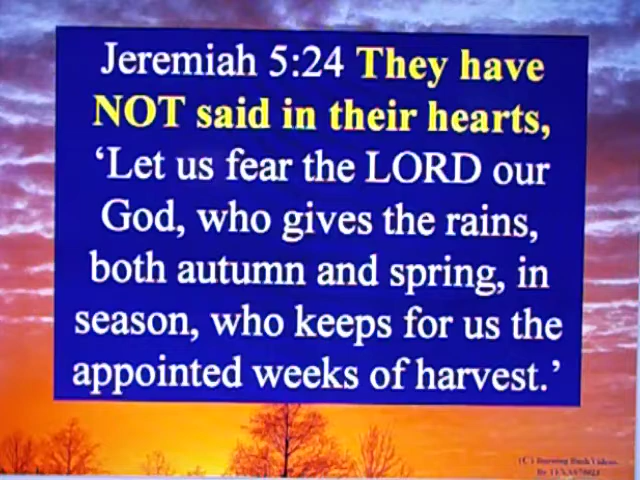 Jeremiah 5:24 They have
NOT said in their hearts,
‘Let us fear the LORD our
God, who gives the rains,
both autumn and spring, in
season, who keeps for us the
appointed weeks of harvest.’